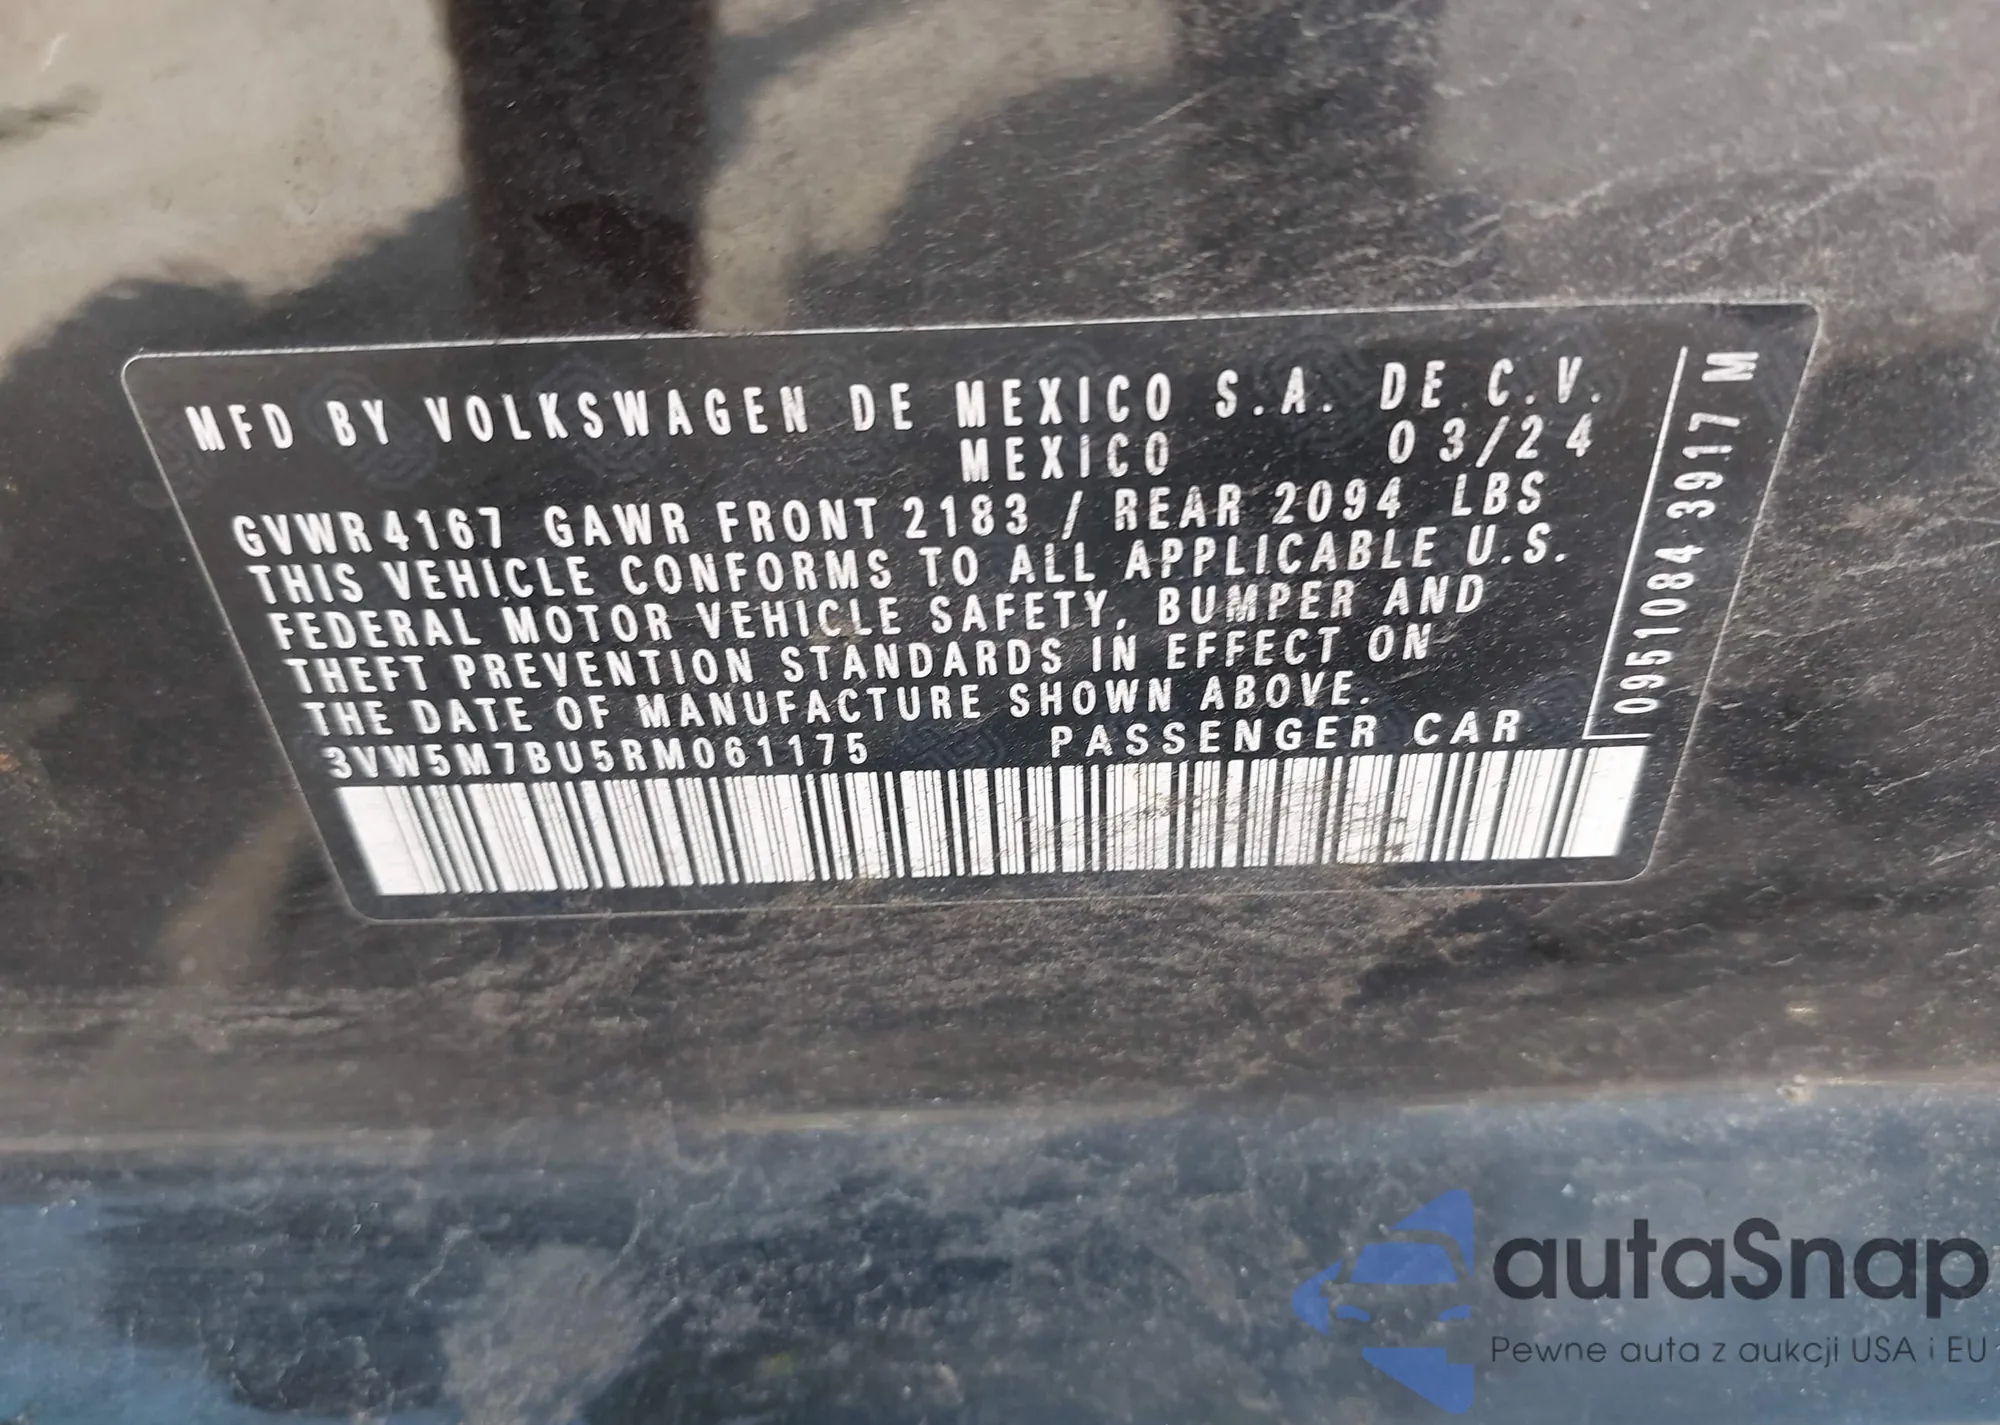 MFD BY VOLKSWAGEN DE MEXICO S.A. DE C.V.
MEXICO 03/24
GVWR 4167 GAWR FRONT 2183 / REAR 2094 LBS
THIS VEHICLE CONFORMS TO ALL APPLICABLE U.S.
FEDERAL MOTOR VEHICLE SAFETY, BUMPER AND
THEFT PREVENTION STANDARDS IN EFFECT ON
THE DATE OF MANUFACTURE SHOWN ABOVE.
3VW5M7BU5RM061175 PASSENGER CAR
0951084 3917 M
autaSnap
Pewne auta z aukcji USA i EU